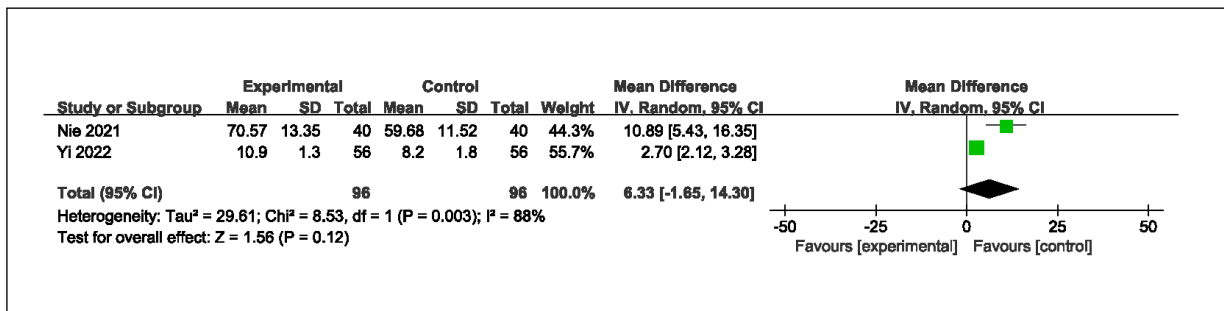 Experimental Control Mean Difference Mean Difference
Study or Subgroup Mean SD Total Mean SD Total Weight IV, Random, 95% CI IV, Random, 95% CI
Nie 2021 70.57 13.35 40 59.68 11.52 40 44.3% 10.89 [5.43, 16.35]
Yi 2022 10.9 1.3 56 8.2 1.8 56 55.7% 2.70 [2.12, 3.28]
Total (95% CI) 96 96 100.0% 6.33 [-1.65, 14.30]
Heterogeneity: Tau² = 29.61; Chi² = 8.53, df = 1 (P = 0.003); I² = 88%
Test for overall effect: Z = 1.56 (P = 0.12)
-50 -25 0 25 50
Favours [experimental] Favours [control]